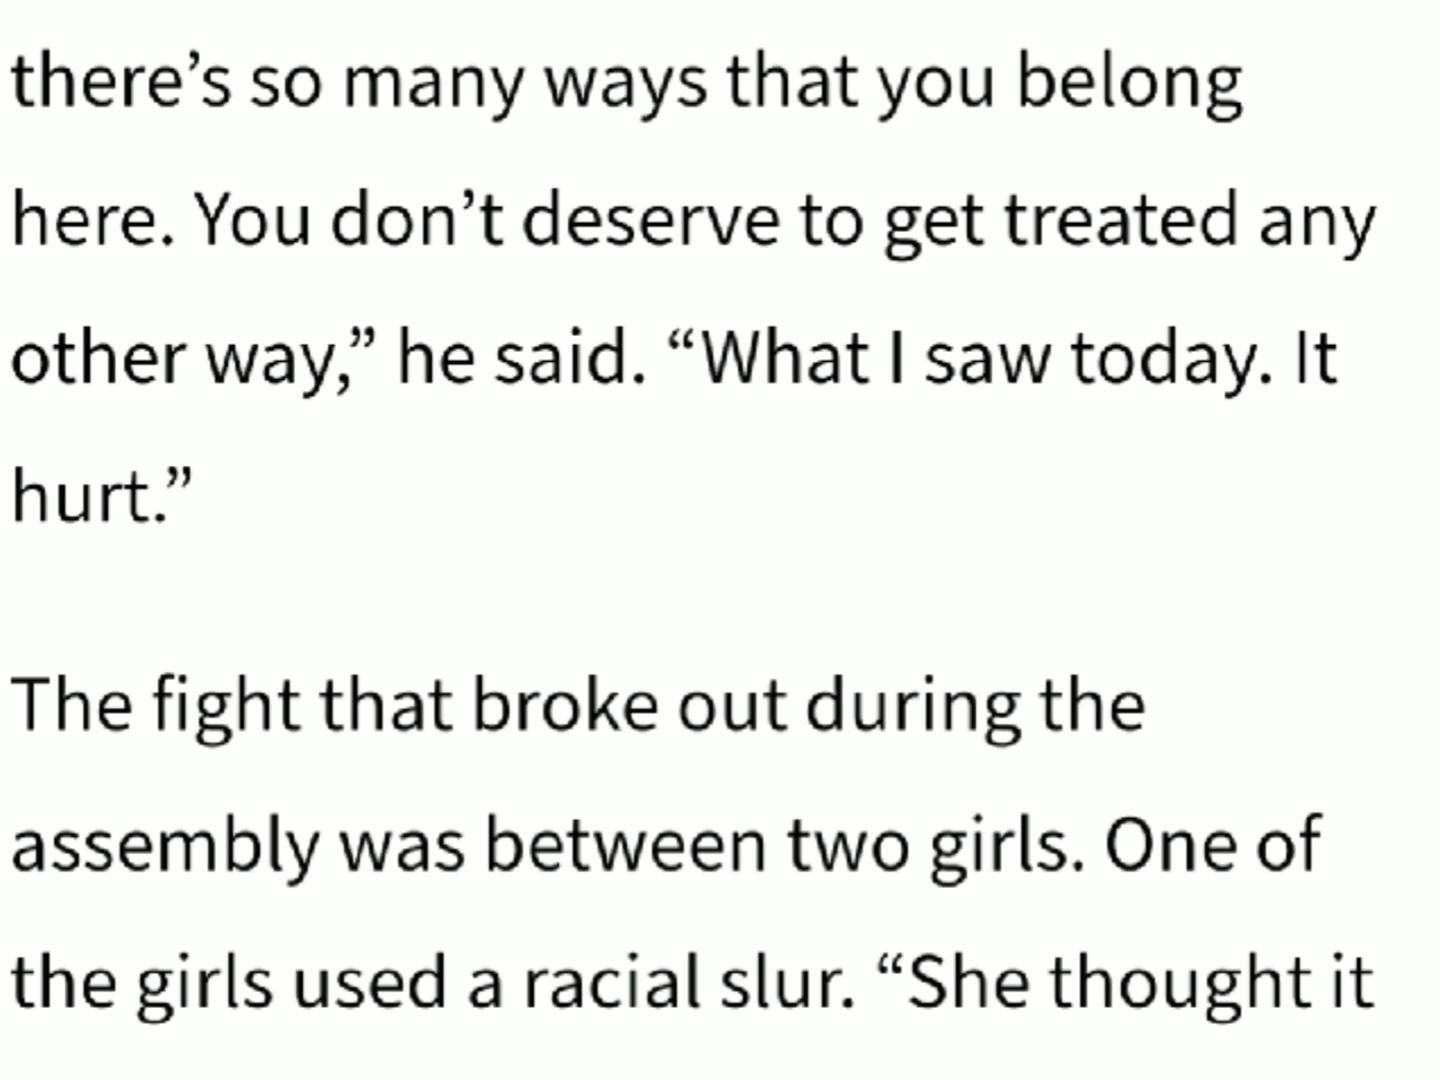 there’s so many ways that you belong
here. You don’t deserve to get treated any
other way,” he said. “What I saw today. It
hurt.”
The fight that broke out during the
assembly was between two girls. One of
the girls used a racial slur. “She thought it